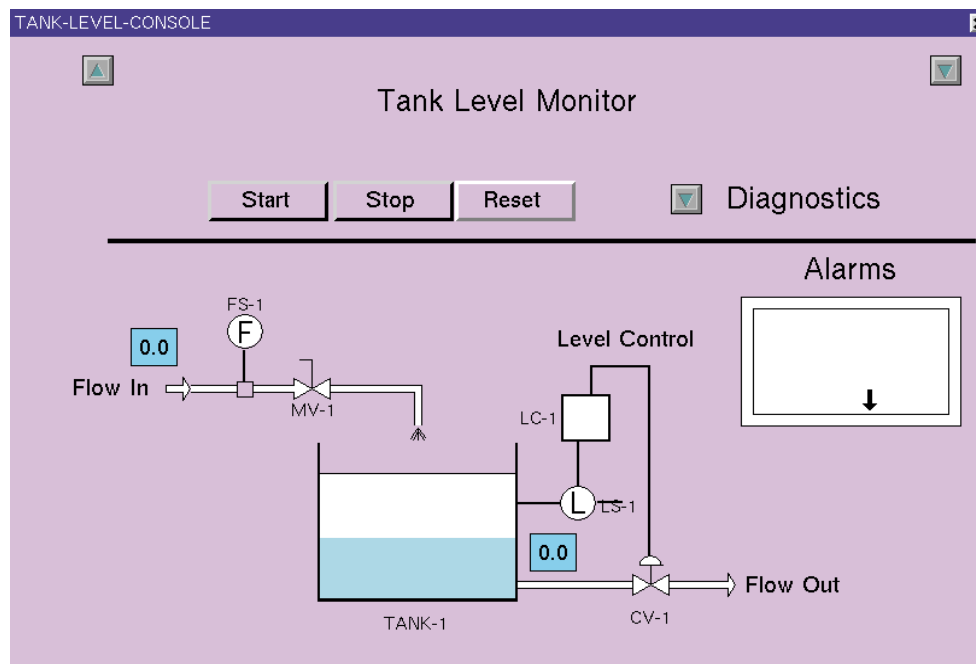 TANK-LEVEL-CONSOLE
Tank Level Monitor
Start
Stop
Reset
Diagnostics
Alarms
FS-1
F
0.0
Flow In
MV-1
Level Control
LC-1
L
LS-1
0.0
Flow Out
TANK-1
CV-1